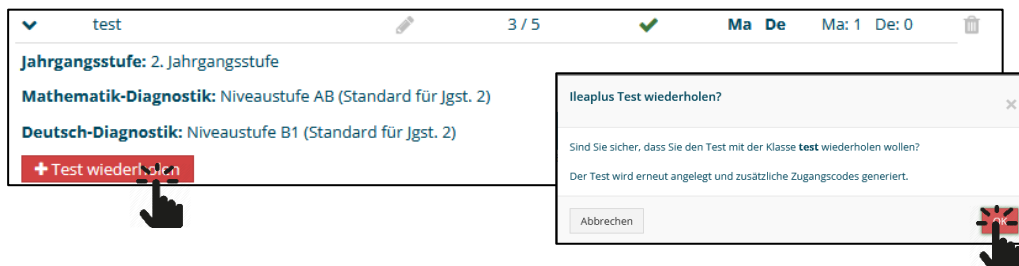 test 3 / 5 Ma De Ma: 1 De: 0
Jahrgangsstufe: 2. Jahrgangsstufe
Mathematik-Diagnostik: Niveaustufe AB (Standard für Jgst. 2)
Deutsch-Diagnostik: Niveaustufe B1 (Standard für Jgst. 2)
Test wiederholen
Ileaplus Test wiederholen?
Sind Sie sicher, dass Sie den Test mit der Klasse test wiederholen wollen?
Der Test wird erneut angelegt und zusätzliche Zugangscodes generiert.
Abbrechen
OK